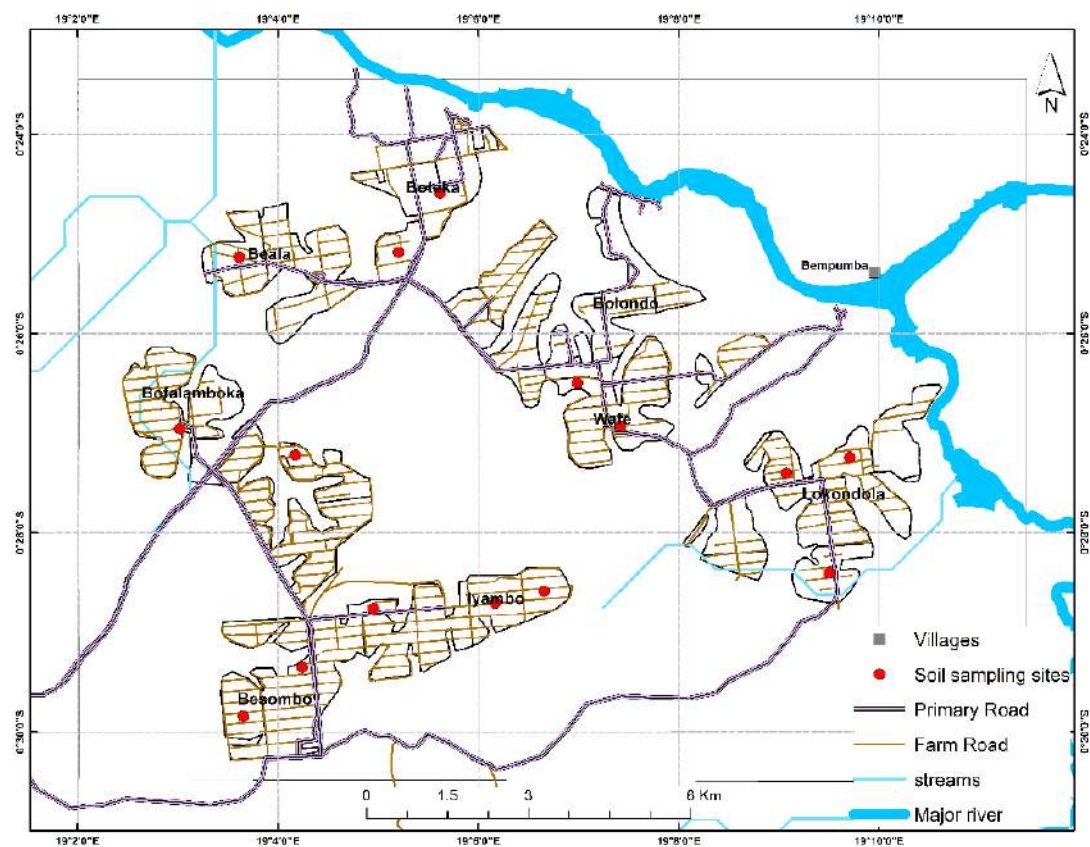 19°2'0"E 19°4'0"E 19°6'0"E 19°8'0"E 19°10'0"E
N
0°24'0"S 0°24'0"S
Boteka
Beala
Bempumba
Bolondo
0°26'0"S 0°26'0"S
Bofalamboka
Wafe
Lokondola
0°28'0"S 0°28'0"S
Iyambo
Villages
Soil sampling sites
Besombo
Primary Road
0°30'0"S 0°30'0"S
Farm Road
streams
0 1.5 3 6 Km
Major river
19°2'0"E 19°4'0"E 19°6'0"E 19°8'0"E 19°10'0"E